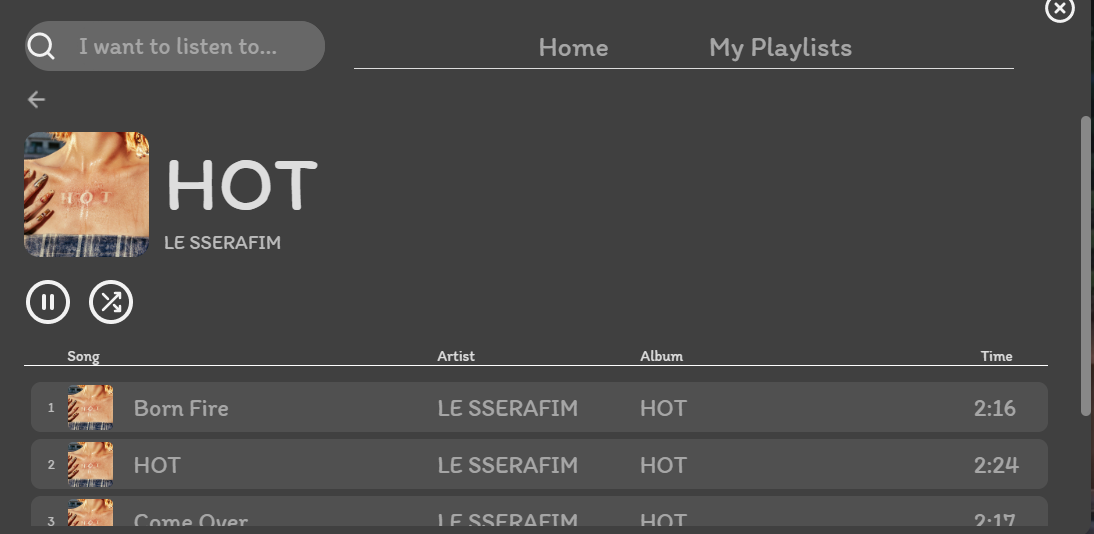 I want to listen to...
Home
My Playlists
HOT
HOT
LE SSERAFIM
Song Artist Album Time
1 Born Fire LE SSERAFIM HOT 2:16
2 HOT LE SSERAFIM HOT 2:24
3 Come Over LE SSERAFIM HOT 2:17